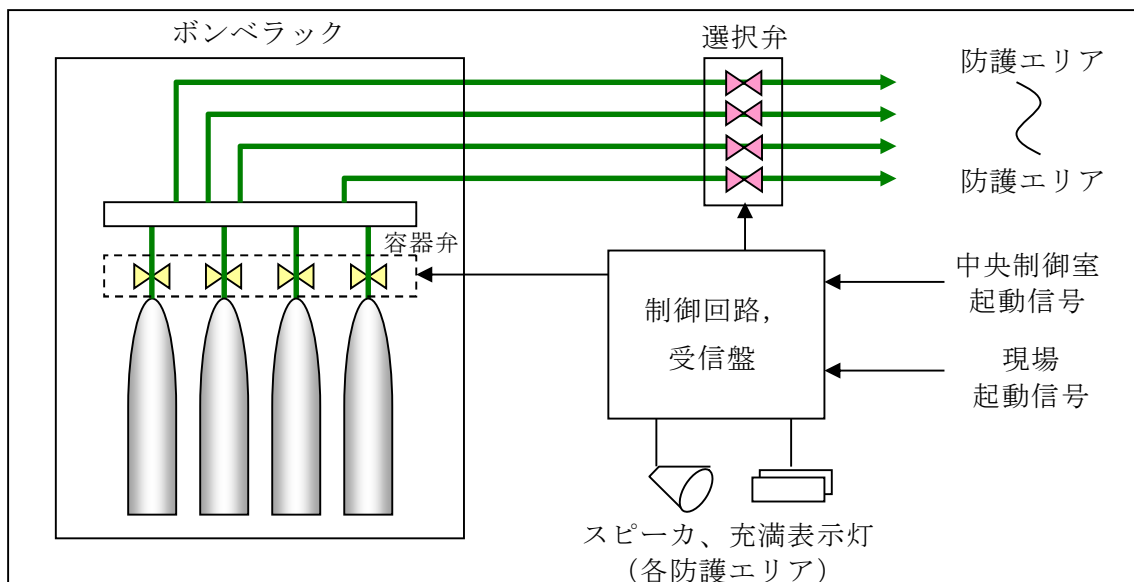 ボンベラック
選択弁
防護エリア
防護エリア
容器弁
中央制御室
起動信号
制御回路,
受信盤
現場
起動信号
スピーカ、充満表示灯
(各防護エリア)